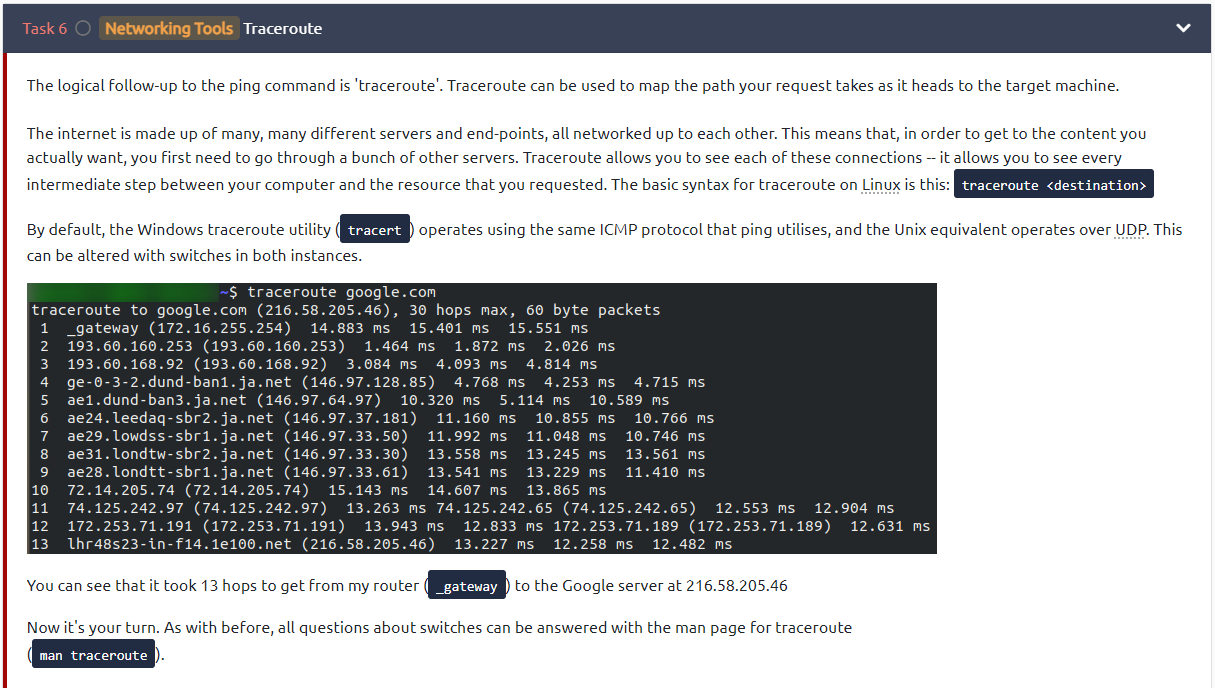 Task 6 Networking Tools Traceroute
The logical follow-up to the ping command is 'traceroute'. Traceroute can be used to map the path your request takes as it heads to the target machine.
The internet is made up of many, many different servers and end-points, all networked up to each other. This means that, in order to get to the content you
actually want, you first need to go through a bunch of other servers. Traceroute allows you to see each of these connections -- it allows you to see every
intermediate step between your computer and the resource that you requested. The basic syntax for traceroute on Linux is this: traceroute <destination>
By default, the Windows traceroute utility (tracert) operates using the same ICMP protocol that ping utilises, and the Unix equivalent operates over UDP. This
can be altered with switches in both instances.
~$ traceroute google.com
traceroute to google.com (216.58.205.46), 30 hops max, 60 byte packets
1 _gateway (172.16.255.254) 14.883 ms 15.401 ms 15.551 ms
2 193.60.160.253 (193.60.160.253) 1.464 ms 1.872 ms 2.026 ms
3 193.60.168.92 (193.60.168.92) 3.084 ms 4.093 ms 4.814 ms
4 ge-0-3-2.dund-ban1.ja.net (146.97.128.85) 4.768 ms 4.253 ms 4.715 ms
5 ae1.dund-ban3.ja.net (146.97.64.97) 10.320 ms 5.114 ms 10.589 ms
6 ae24.leedaq-sbr2.ja.net (146.97.37.181) 11.160 ms 10.855 ms 10.766 ms
7 ae29.lowdss-sbr1.ja.net (146.97.33.50) 11.992 ms 11.048 ms 10.746 ms
8 ae31.londtw-sbr2.ja.net (146.97.33.30) 13.558 ms 13.245 ms 13.561 ms
9 ae28.londtt-sbr1.ja.net (146.97.33.61) 13.541 ms 13.229 ms 11.410 ms
10 72.14.205.74 (72.14.205.74) 15.143 ms 14.607 ms 13.865 ms
11 74.125.242.97 (74.125.242.97) 13.263 ms 74.125.242.65 (74.125.242.65) 12.553 ms 12.904 ms
12 172.253.71.191 (172.253.71.191) 13.943 ms 12.833 ms 172.253.71.189 (172.253.71.189) 12.631 ms
13 lhr48s23-in-f14.1e100.net (216.58.205.46) 13.227 ms 12.258 ms 12.482 ms
You can see that it took 13 hops to get from my router (_gateway) to the Google server at 216.58.205.46
Now it's your turn. As with before, all questions about switches can be answered with the man page for traceroute
(man traceroute).